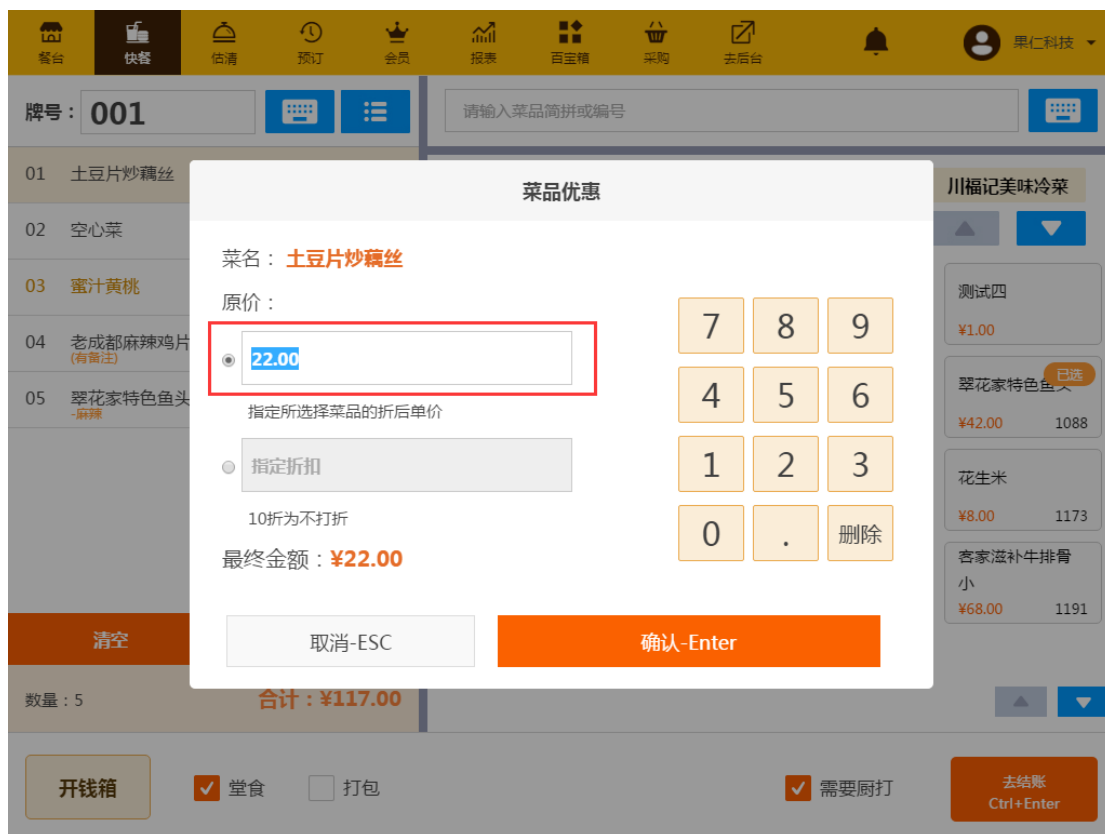 餐台 快餐 估清 预订 会员 报表 百宝箱 采购 去后台 果仁科技
牌号： 001
请输入菜品简拼或编号
01 土豆片炒藕丝
02 空心菜
03 蜜汁黄桃
04 老成都麻辣鸡片
(有备注)
05 翠花家特色鱼头
-麻辣
清空
数量：5 合计：¥117.00
菜品优惠
菜名： 土豆片炒藕丝
原价：
22.00
指定所选择菜品的折后单价
指定折扣
10折为不打折
最终金额：¥22.00
7 8 9
4 5 6
1 2 3
0 . 删除
取消-ESC 确认-Enter
川福记美味冷菜
测试四
¥1.00
已选
翠花家特色鱼头
¥42.00 1088
花生米
¥8.00 1173
客家滋补牛排骨
小
¥68.00 1191
开钱箱 堂食 打包 需要厨打
去结账
Ctrl+Enter